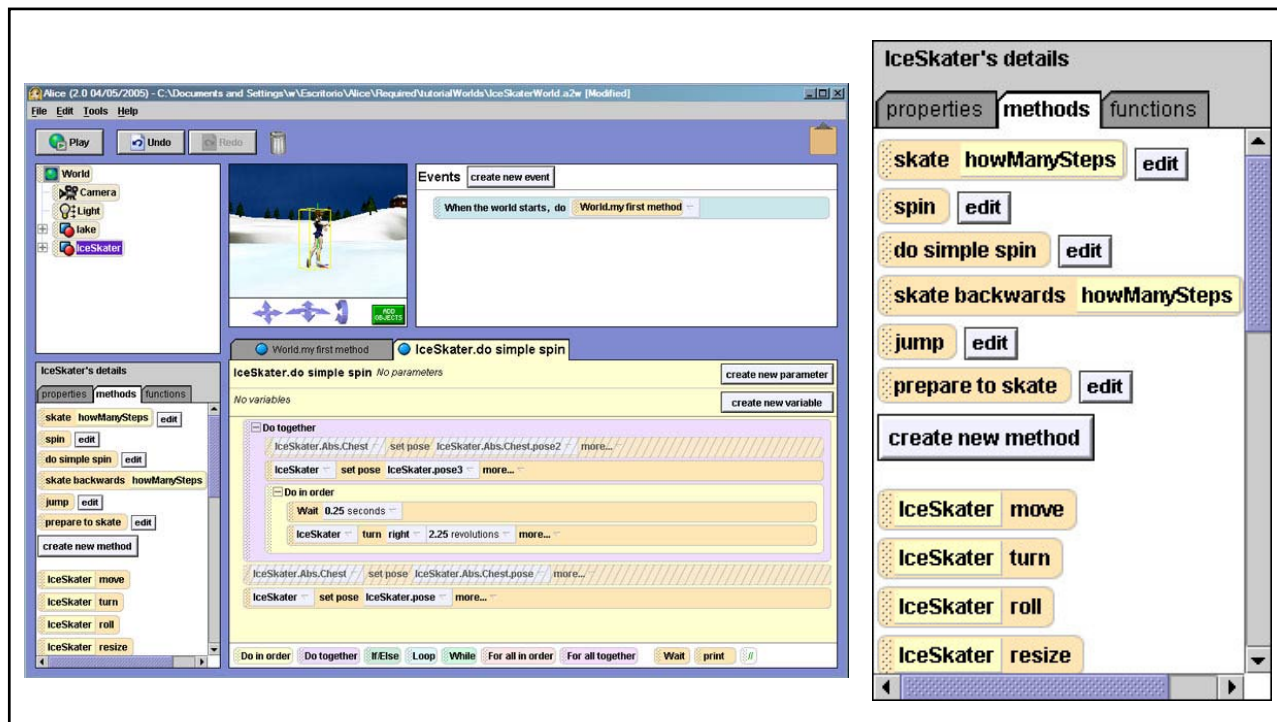 Alice (2.0 04/05/2005) - C:\Documents and Settings\w\Escritorio\Alice\Required\tutorialWorlds\IceSkaterWorld.a2w [Modified]
File Edit Tools Help
Play Undo Redo
World
Camera
Light
lake
IceSkater
ADD OBJECTS
Events create new event
When the world starts, do World.my first method
IceSkater's details
properties methods functions
skate howManySteps edit
spin edit
do simple spin edit
skate backwards howManySteps
jump edit
prepare to skate edit
create new method
IceSkater move
IceSkater turn
IceSkater roll
IceSkater resize
World.my first method IceSkater.do simple spin
IceSkater.do simple spin No parameters create new parameter
No variables create new variable
Do together
IceSkater.Abs.Chest set pose IceSkater.Abs.Chest.pose2 more...
IceSkater set pose IceSkater.pose3 more...
Do in order
Wait 0.25 seconds
IceSkater turn right 2.25 revolutions more...
IceSkater.Abs.Chest set pose IceSkater.Abs.Chest.pose more...
IceSkater set pose IceSkater.pose more...
Do in order Do together If/Else Loop While For all in order For all together Wait print //
IceSkater's details
properties methods functions
skate howManySteps edit
spin edit
do simple spin edit
skate backwards howManySteps
jump edit
prepare to skate edit
create new method
IceSkater move
IceSkater turn
IceSkater roll
IceSkater resize